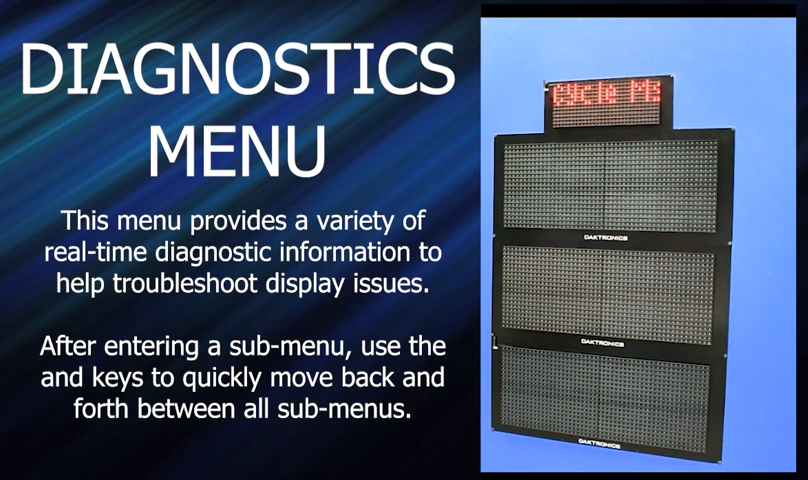 DIAGNOSTICS
MENU
This menu provides a variety of
real-time diagnostic information to
help troubleshoot display issues.
After entering a sub-menu, use the
and keys to quickly move back and
forth between all sub-menus.
DAKTRONICS
DAKTRONICS
DAKTRONICS